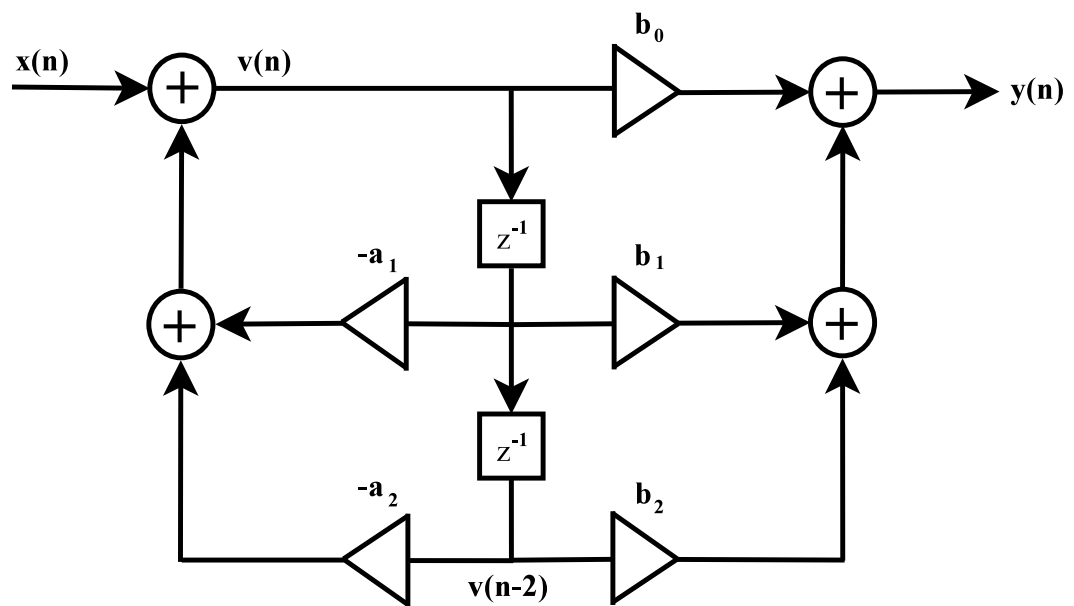 b₀
x(n)
v(n)
+
+
y(n)
z⁻¹
-a₁
b₁
+
+
z⁻¹
-a₂
b₂
v(n-2)